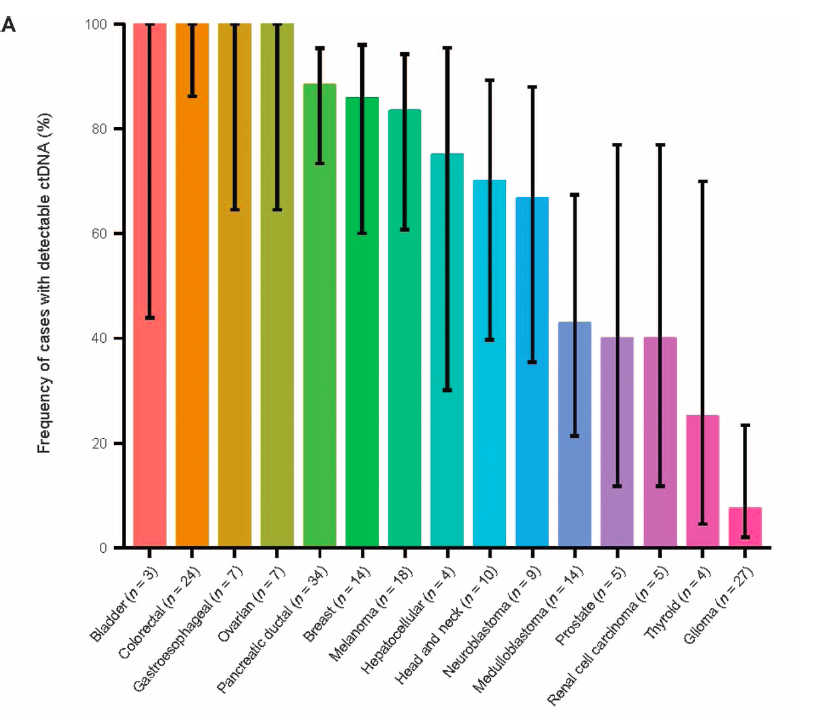 A
Frequency of cases with detectable ctDNA (%)
100
80
60
40
20
0
Bladder (n = 3)
Colorectal (n = 24)
Gastroesophageal (n = 7)
Ovarian (n = 7)
Pancreatic ductal (n = 34)
Breast (n = 14)
Melanoma (n = 18)
Hepatocellular (n = 4)
Head and neck (n = 10)
Neuroblastoma (n = 9)
Medulloblastoma (n = 14)
Prostate (n = 5)
Renal cell carcinoma (n = 5)
Thyroid (n = 4)
Glioma (n = 27)